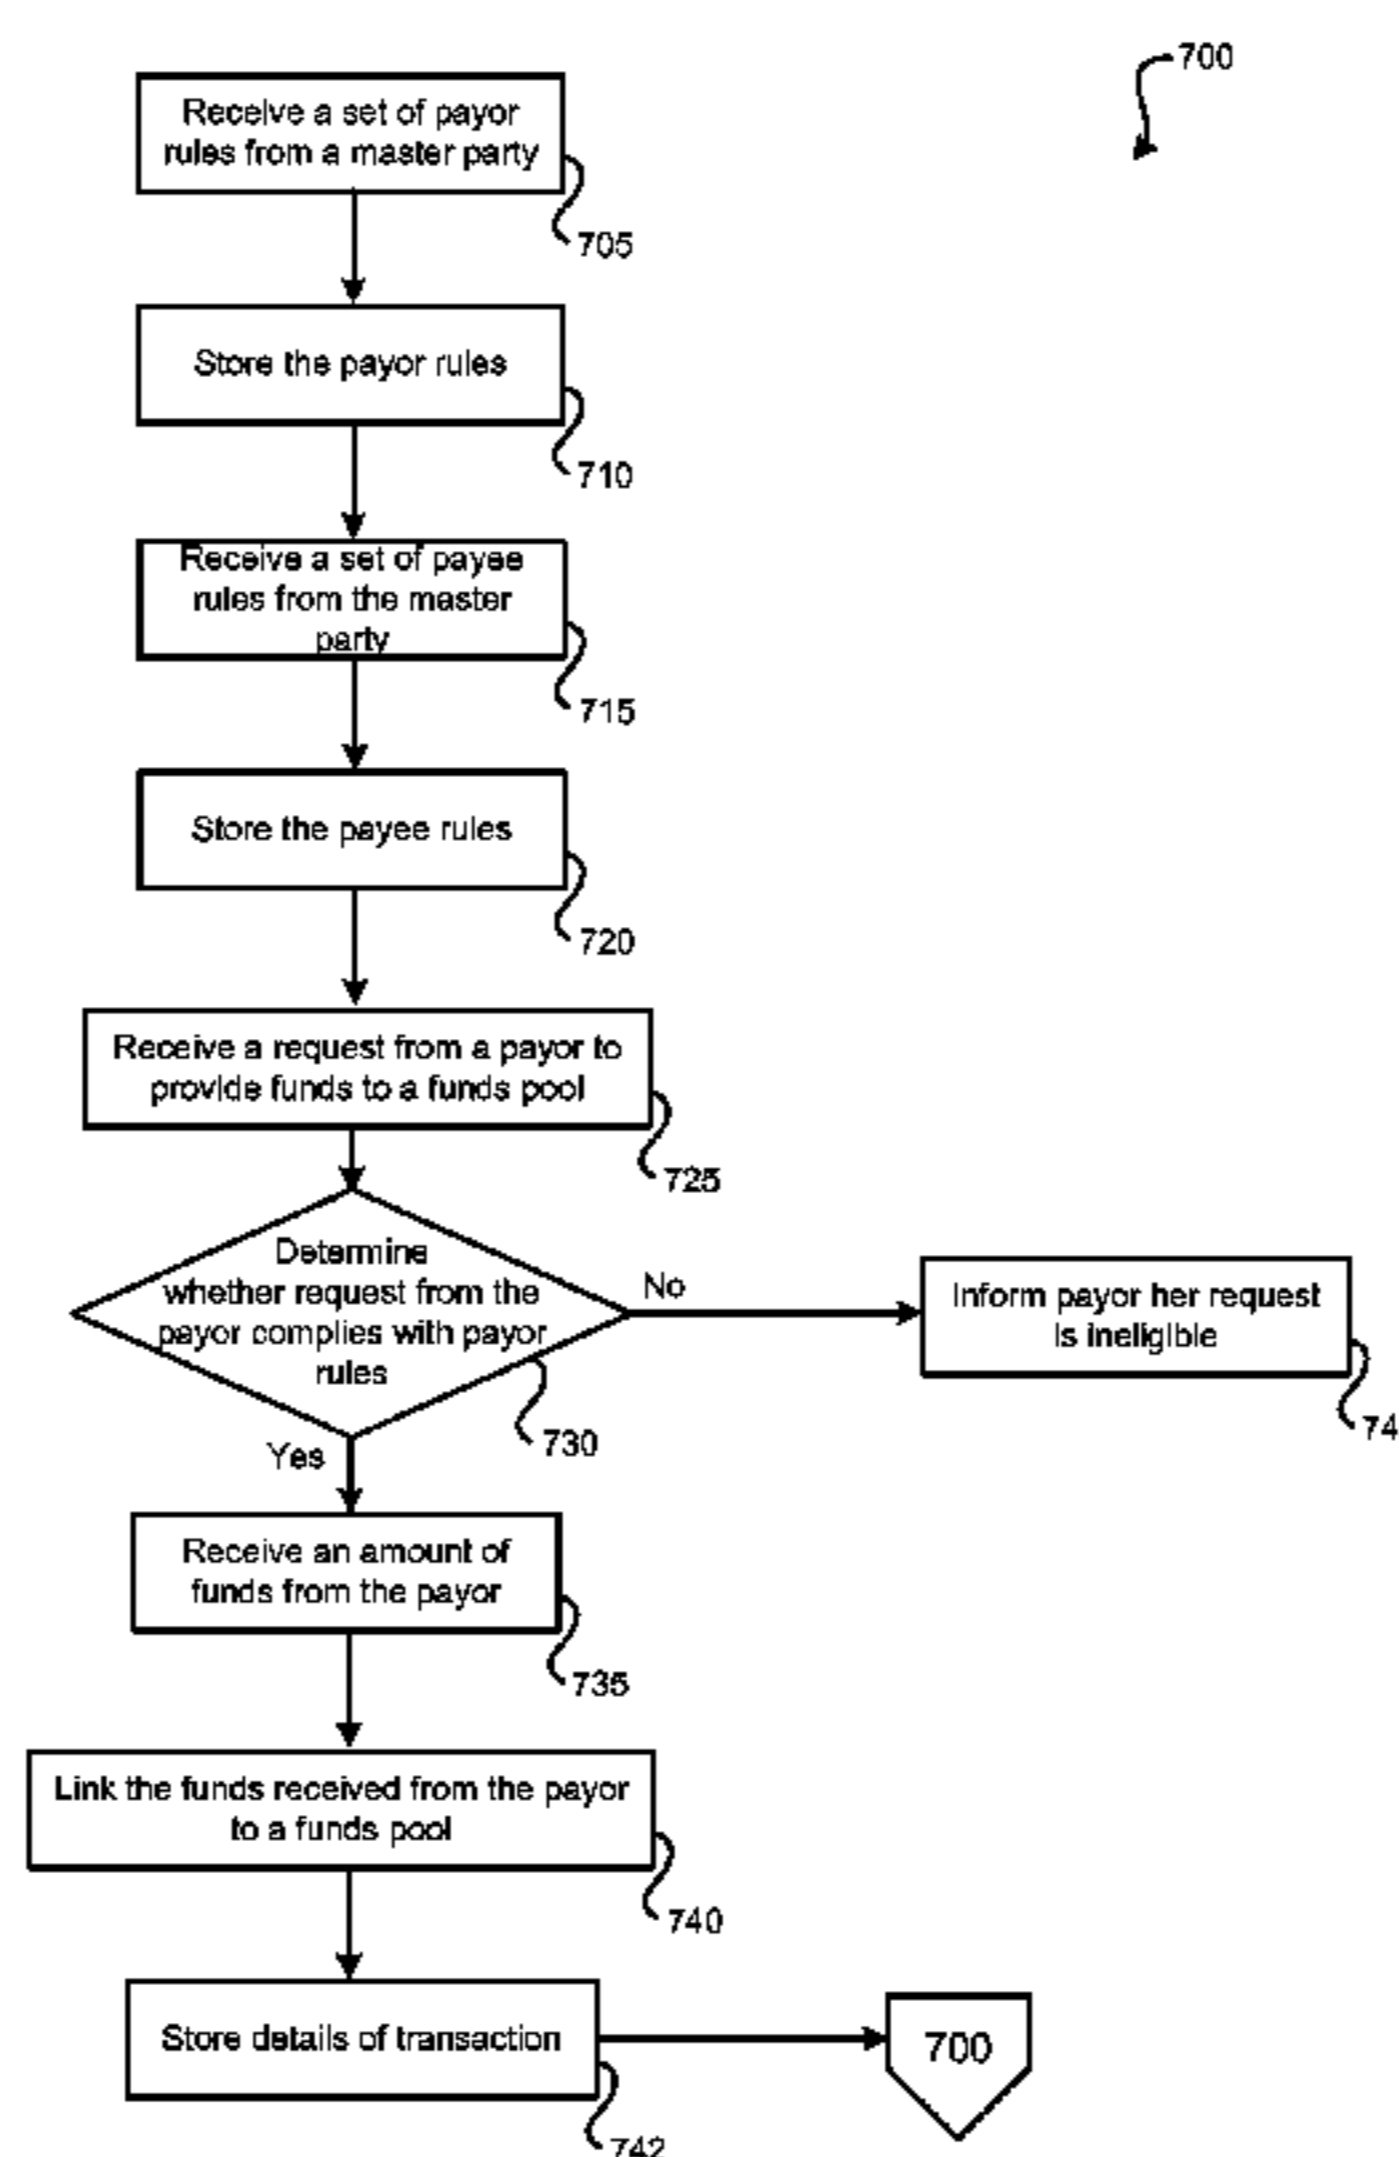 700
Receive a set of payor
rules from a master party
705
Store the payor rules
710
Receive a set of payee
rules from the master
party
715
Store the payee rules
720
Receive a request from a payor to
provide funds to a funds pool
725
Determine
whether request from the
payor complies with payor
rules
730
No
Inform payor her request
is ineligible
74
Yes
Receive an amount of
funds from the payor
735
Link the funds received from the payor
to a funds pool
740
Store details of transaction
742
700